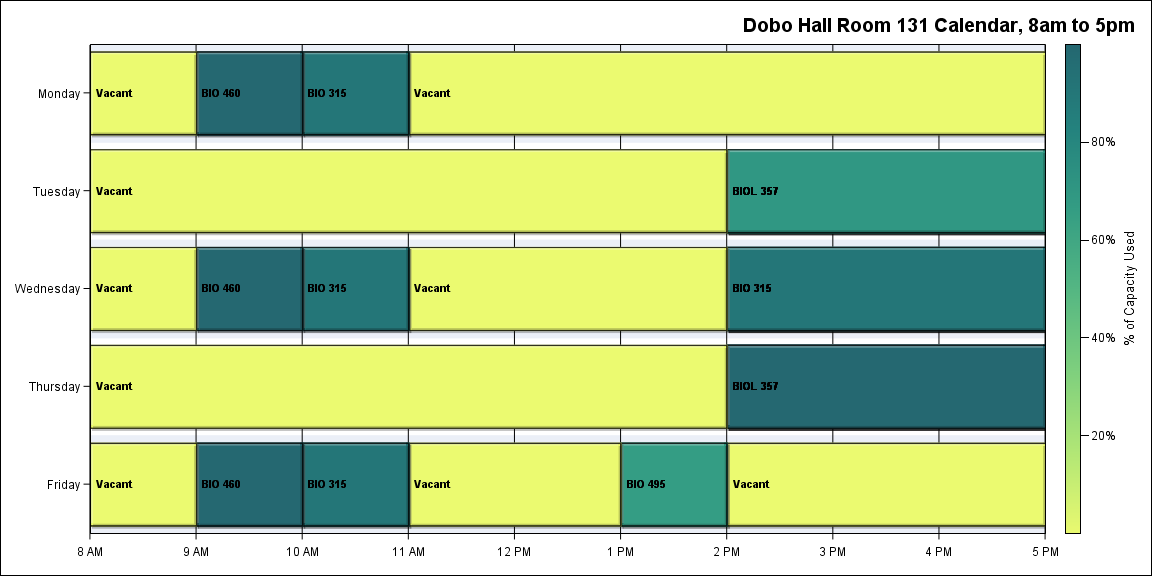 Dobo Hall Room 131 Calendar, 8am to 5pm
Monday
Vacant
BIO 460
BIO 315
Vacant
Tuesday
Vacant
BIOL 357
Wednesday
Vacant
BIO 460
BIO 315
Vacant
BIO 315
Thursday
Vacant
BIOL 357
Friday
Vacant
BIO 460
BIO 315
Vacant
BIO 495
Vacant
8 AM
9 AM
10 AM
11 AM
12 PM
1 PM
2 PM
3 PM
4 PM
5 PM
80%
60%
40%
20%
% of Capacity Used